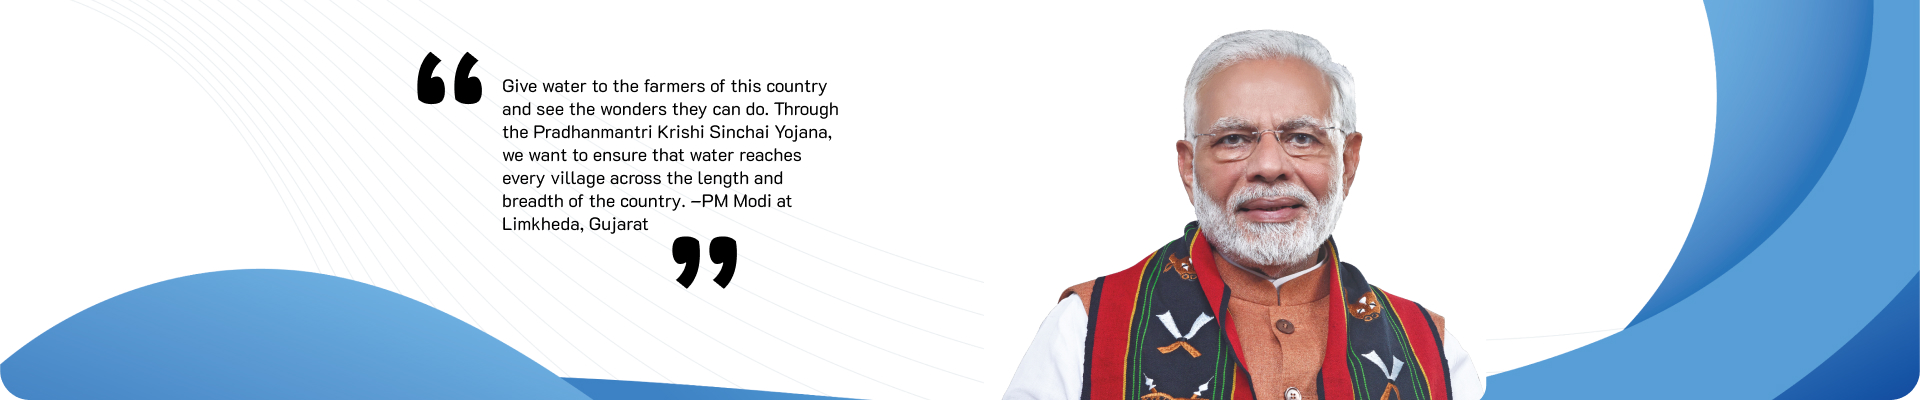 Give water to the farmers of this country
and see the wonders they can do. Through
the Pradhanmantri Krishi Sinchai Yojana,
we want to ensure that water reaches
every village across the length and
breadth of the country. –PM Modi at
Limkheda, Gujarat